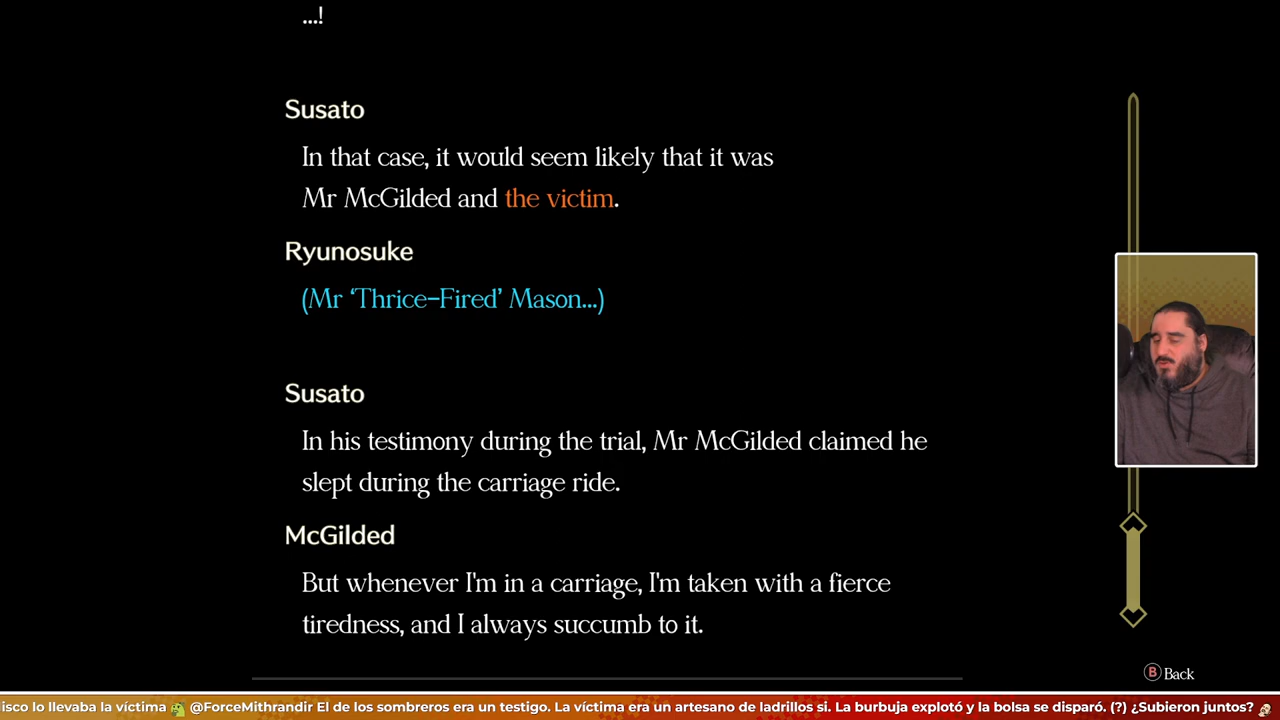 ...!
Susato
In that case, it would seem likely that it was
Mr McGilded and the victim.
Ryunosuke
(Mr ‘Thrice-Fired’ Mason...)
Susato
In his testimony during the trial, Mr McGilded claimed he
slept during the carriage ride.
McGilded
But whenever I'm in a carriage, I'm taken with a fierce
tiredness, and I always succumb to it.
B Back
lisco lo llevaba la víctima @ForceMithrandir El de los sombreros era un testigo. La víctima era un artesano de ladrillos si. La burbuja explotó y la bolsa se disparó. (?) ¿Subieron juntos?